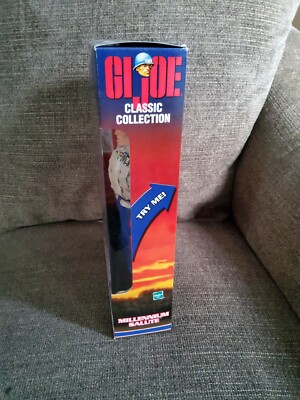 GI JOE
CLASSIC
COLLECTION
TRY ME!
MILLENNIUM
SALUTE